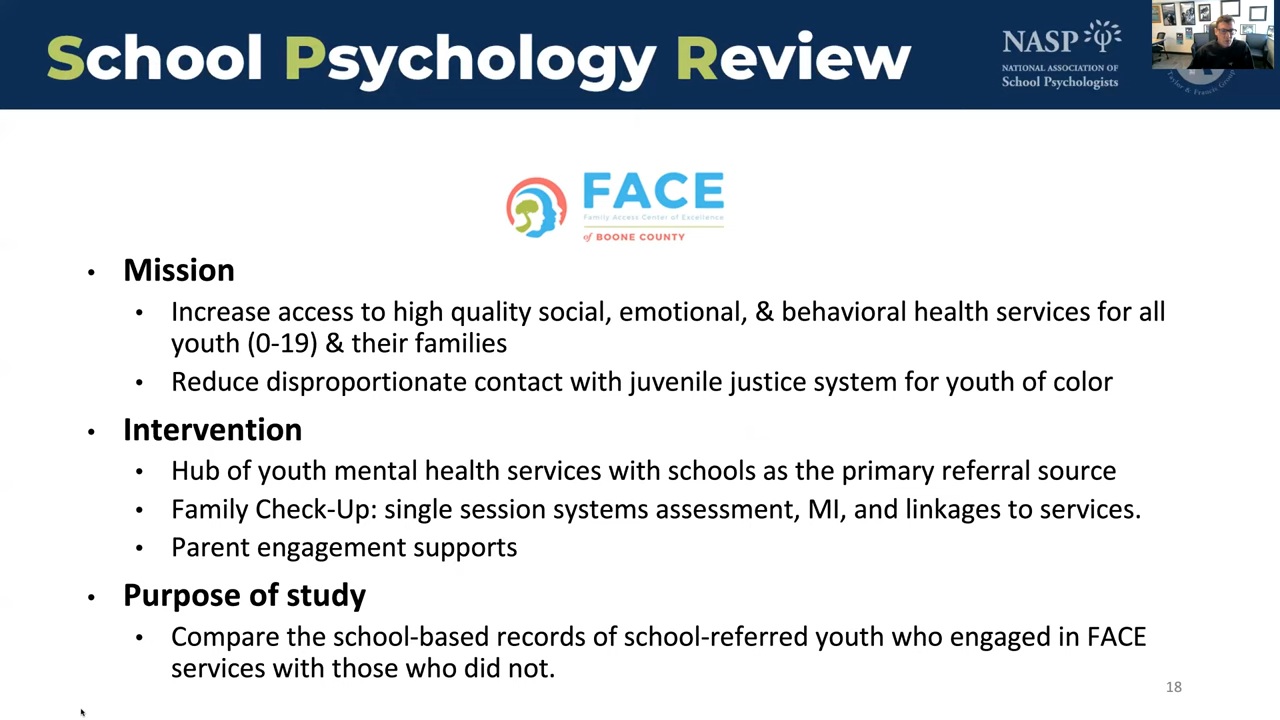 School Psychology Review
NASP
NATIONAL ASSOCIATION OF
School Psychologists
Taylor & Francis Group
FACE
Family Access Center of Excellence
of BOONE COUNTY
• Mission
• Increase access to high quality social, emotional, & behavioral health services for all
youth (0-19) & their families
• Reduce disproportionate contact with juvenile justice system for youth of color
• Intervention
• Hub of youth mental health services with schools as the primary referral source
• Family Check-Up: single session systems assessment, MI, and linkages to services.
• Parent engagement supports
• Purpose of study
• Compare the school-based records of school-referred youth who engaged in FACE
services with those who did not.
18